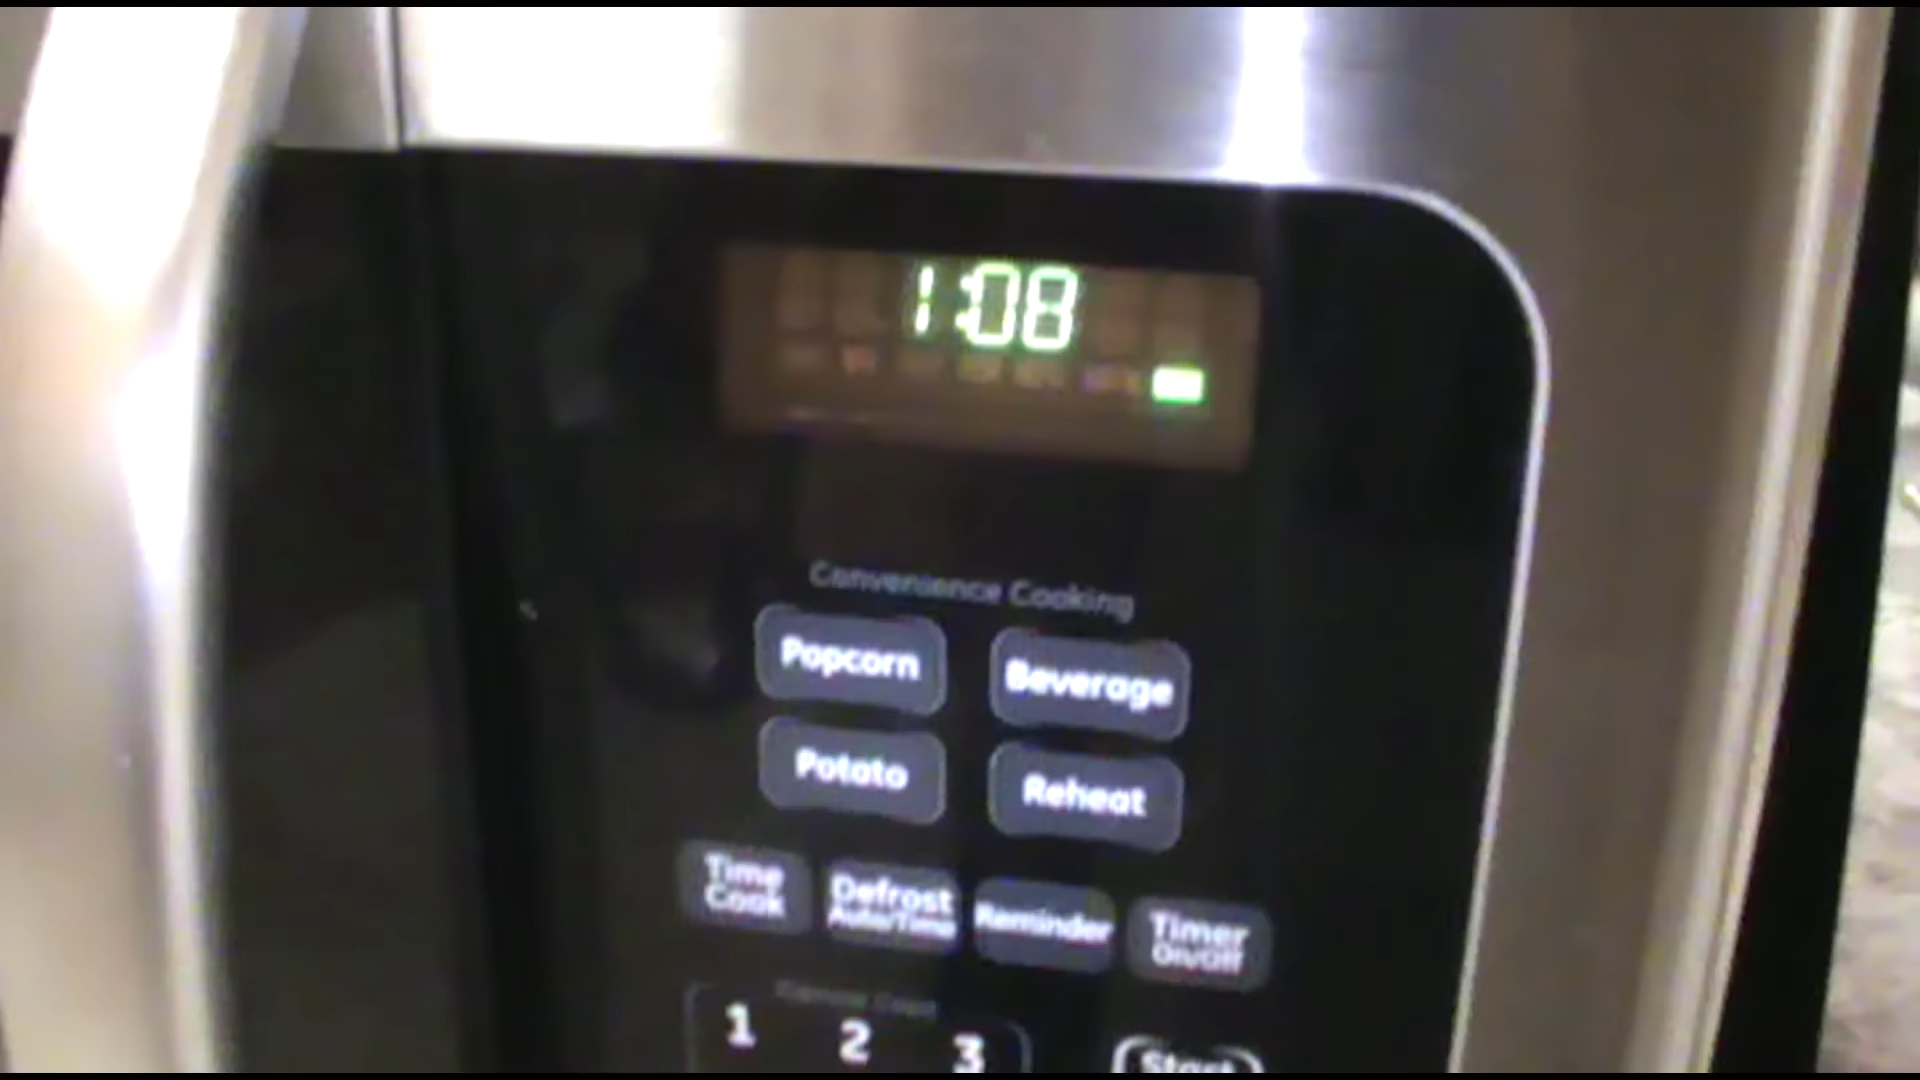 1:08
Convenience Cooking
Popcorn
Beverage
Potato
Reheat
Time
Cook
Defrost
Auto/Time
Reminder
Timer
On/Off
1 2 3
Start